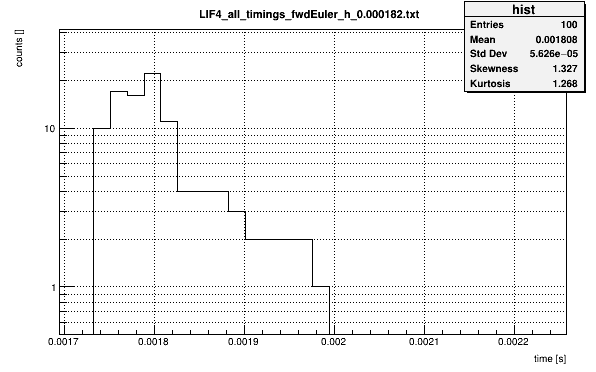 LIF4_all_timings_fwdEuler_h_0.000182.txt
hist
Entries 100
Mean 0.001808
Std Dev 5.626e−05
Skewness 1.327
Kurtosis 1.268
counts []
10
1
0.0017 0.0018 0.0019 0.002 0.0021 0.0022
time [s]